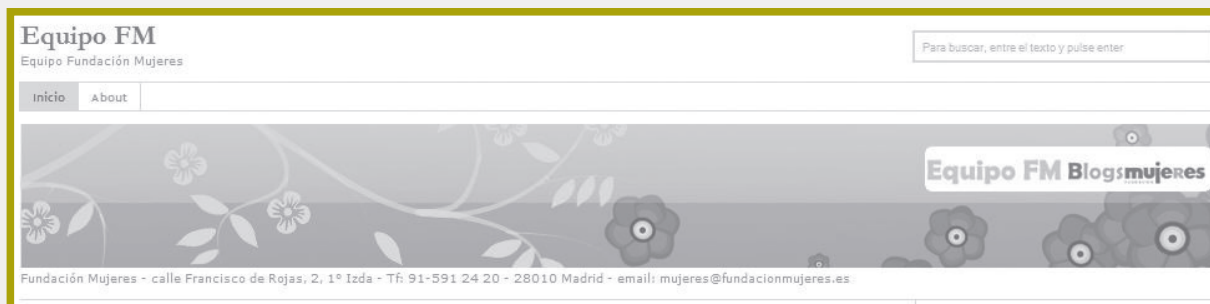 Equipo FM
Equipo Fundación Mujeres
Para buscar, entre el texto y pulse enter
Inicio About
Equipo FM Blogsmujeres
Fundación Mujeres - calle Francisco de Rojas, 2, 1º Izda - Tf: 91-591 24 20 - 28010 Madrid - email: mujeres@fundacionmujeres.es